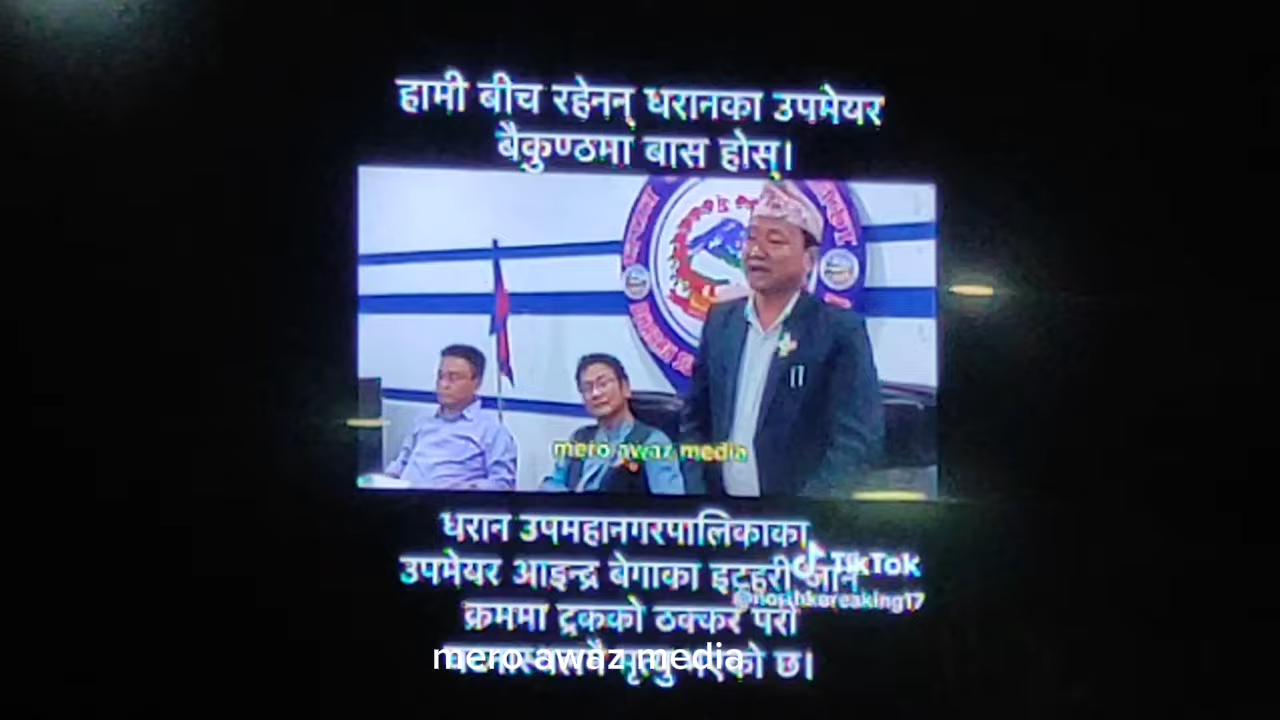 हामी बीच रहेनन् धरानका उपमेयर
बैकुण्ठमा बास होस्।
mero awaz media
धरान उपमहानगरपालिकाका
उपमेयर आइन्द्र बेगाका इटहरी जाने
TikTok
क्रममा ट्रकको ठक्कर परी
mero awaz media